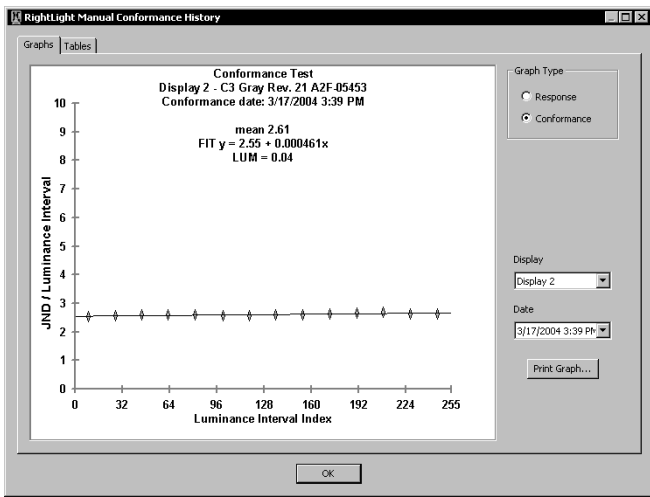 RightLight Manual Conformance History
Graphs
Tables
Conformance Test
Display 2 - C3 Gray Rev. 21 A2F-05453
Conformance date: 3/17/2004 3:39 PM
mean 2.61
FIT y = 2.55 + 0.000461x
LUM = 0.04
JND / Luminance Interval
10
9
8
7
6
5
4
3
2
1
0
0 32 64 96 128 160 192 224 255
Luminance Interval Index
Graph Type
Response
Conformance
Display
Display 2
Date
3/17/2004 3:39 PM
Print Graph...
OK